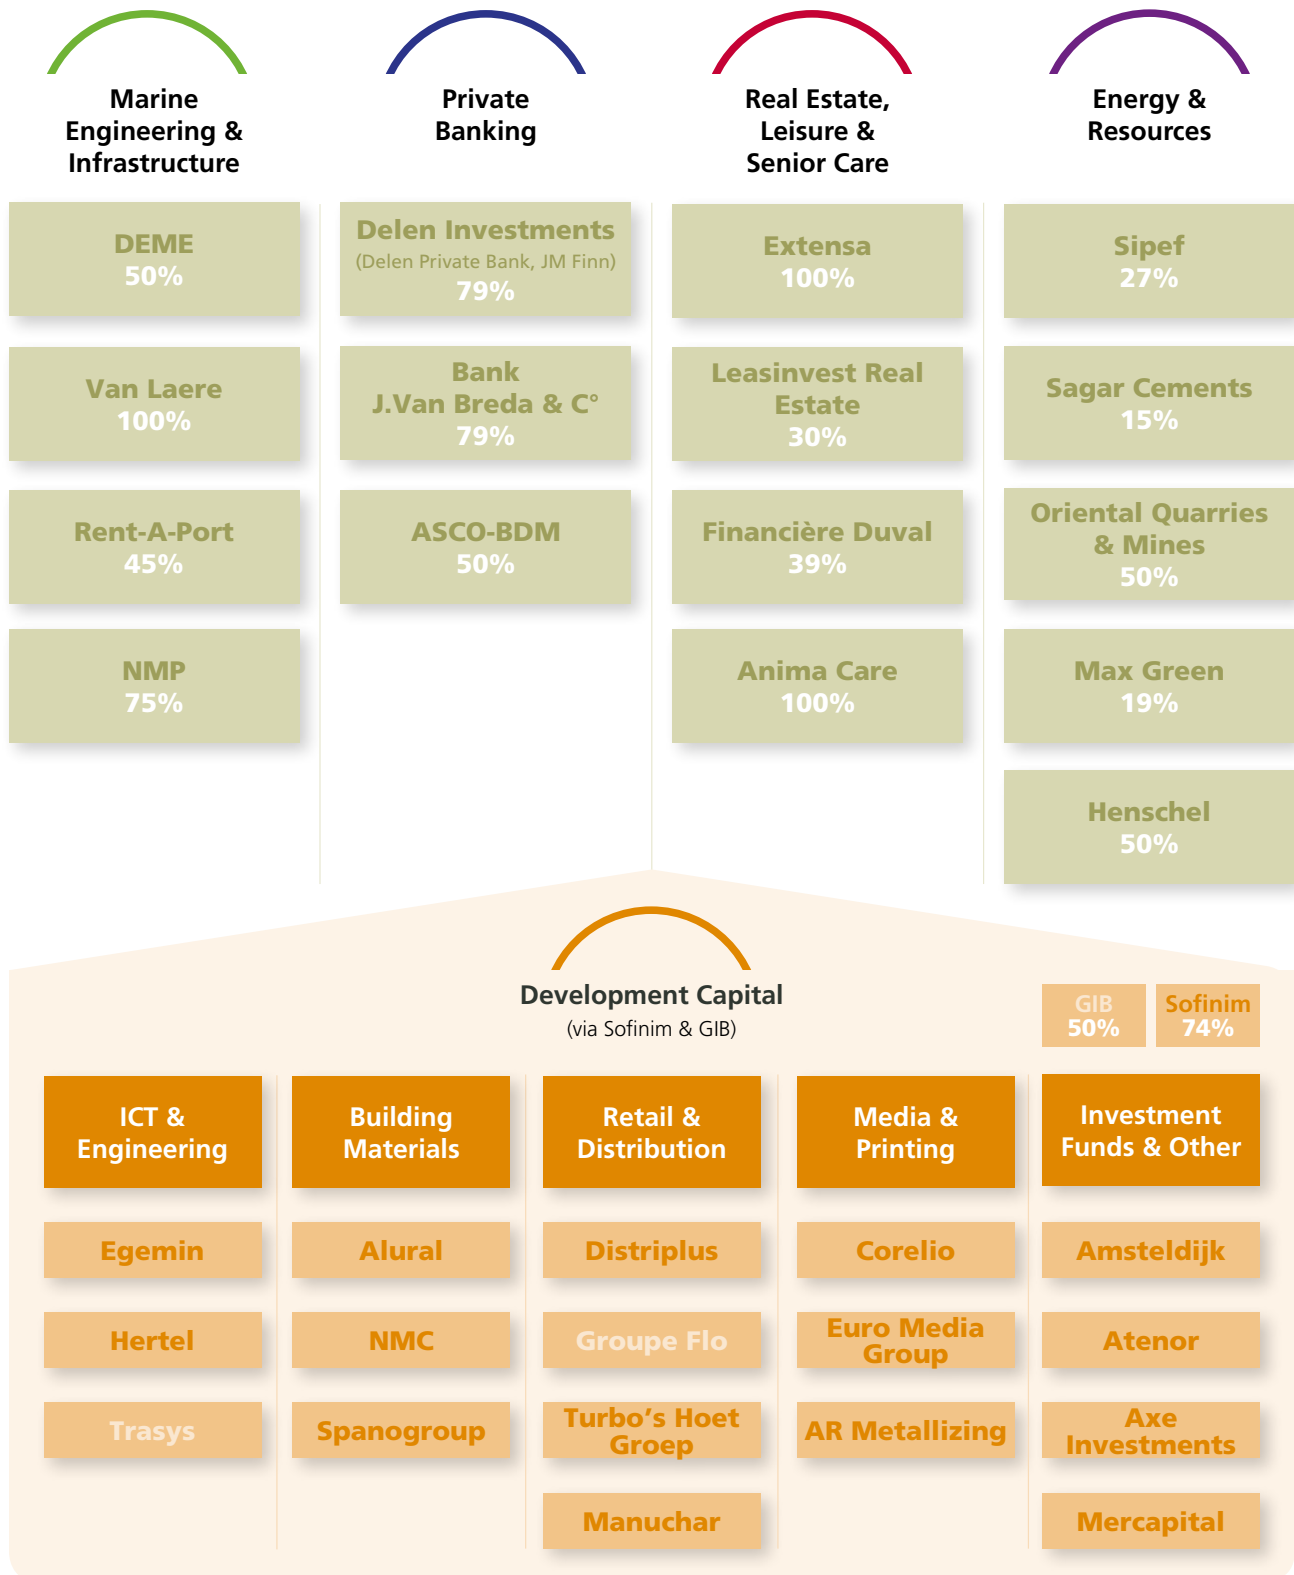 Marine
Engineering &
Infrastructure
DEME
50%
Van Laere
100%
Rent-A-Port
45%
NMP
75%
Private
Banking
Delen Investments
(Delen Private Bank, JM Finn)
79%
Bank
J.Van Breda & C°
79%
ASCO-BDM
50%
Real Estate,
Leisure &
Senior Care
Extensa
100%
Leasinvest Real
Estate
30%
Financière Duval
39%
Anima Care
100%
Energy &
Resources
Sipef
27%
Sagar Cements
15%
Oriental Quarries
& Mines
50%
Max Green
19%
Henschel
50%
Development Capital
(via Sofinim & GIB)
GIB
50%
Sofinim
74%
ICT &
Engineering
Egemin
Hertel
Trasys
Building
Materials
Alural
NMC
Spanogroup
Retail &
Distribution
Distriplus
Groupe Flo
Turbo's Hoet
Groep
Manuchar
Media &
Printing
Corelio
Euro Media
Group
AR Metallizing
Investment
Funds & Other
Amsteldijk
Atenor
Axe
Investments
Mercapital